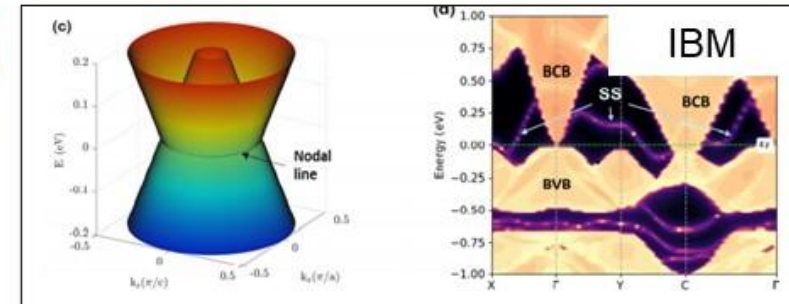 (c)
0.2
0.1
0
-0.1
-0.2
E (eV)
Nodal
line
-0.5
0
0.5
-0.5
0
0.5
kₓ(π/a)
(d)
IBM
1.00
0.75
0.50
0.25
0.00
−0.25
−0.50
−0.75
−1.00
Energy (eV)
BCB
SS
BCB
BVB
X
Γ
Y
C
Γ